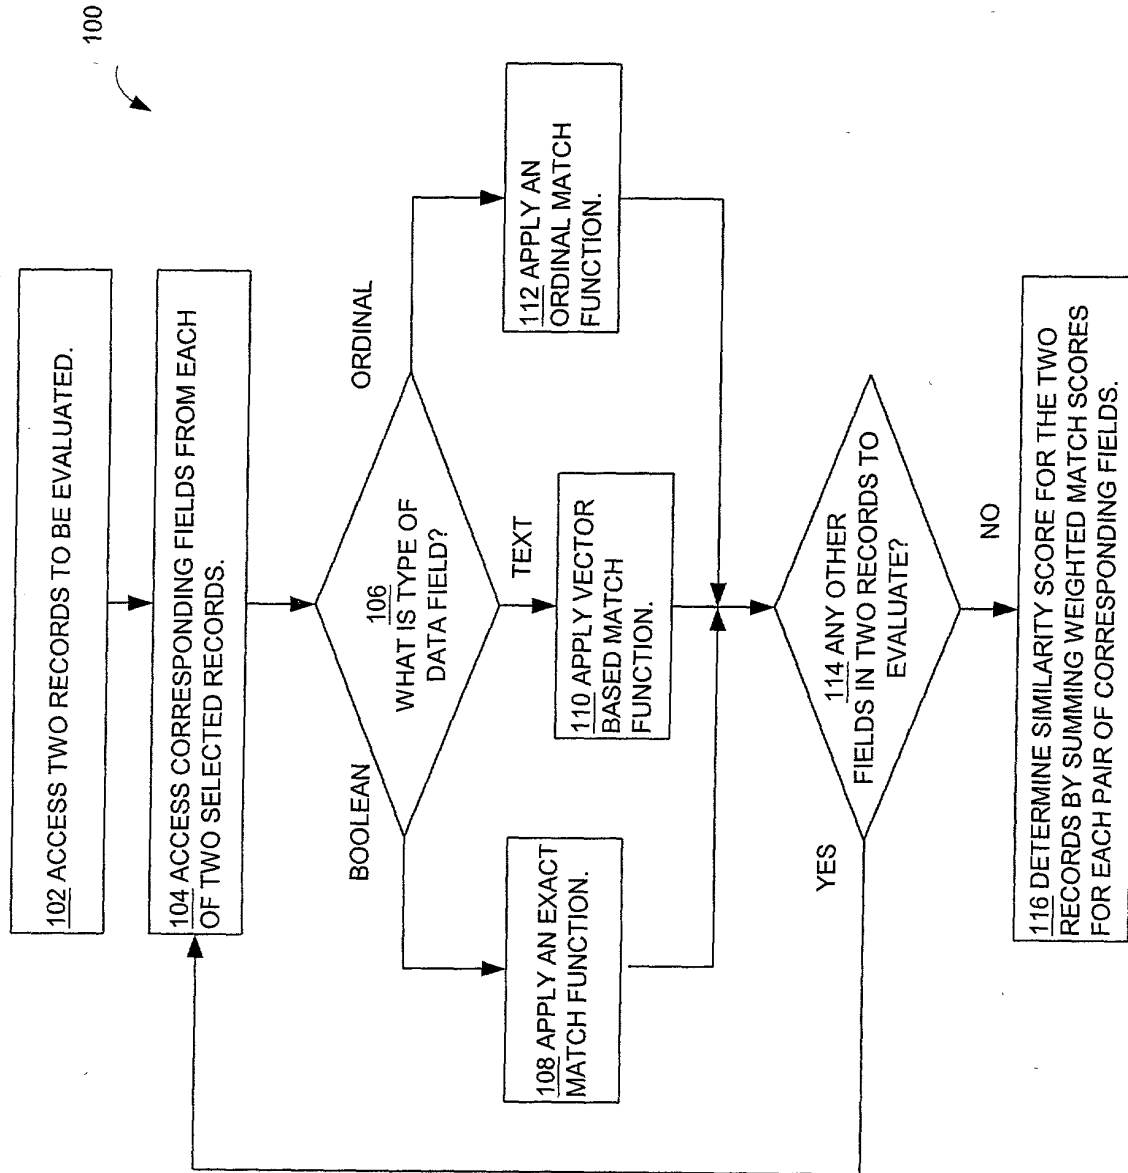 100
102 ACCESS TWO RECORDS TO BE EVALUATED.
104 ACCESS CORRESPONDING FIELDS FROM EACH
OF TWO SELECTED RECORDS.
106
WHAT IS TYPE OF
DATA FIELD?
BOOLEAN
TEXT
ORDINAL
108 APPLY AN EXACT
MATCH FUNCTION.
110 APPLY VECTOR
BASED MATCH
FUNCTION.
112 APPLY AN
ORDINAL MATCH
FUNCTION.
114 ANY OTHER
FIELDS IN TWO RECORDS TO
EVALUATE?
YES
NO
116 DETERMINE SIMILARITY SCORE FOR THE TWO
RECORDS BY SUMMING WEIGHTED MATCH SCORES
FOR EACH PAIR OF CORRESPONDING FIELDS.